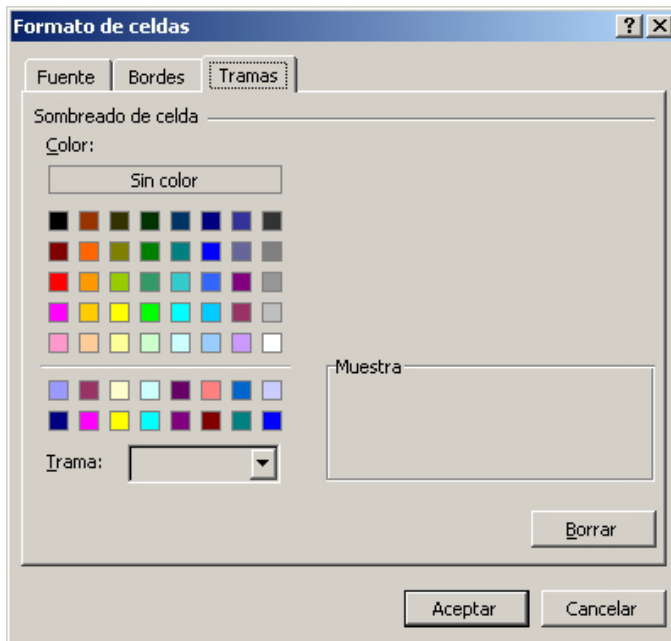 Formato de celdas
Fuente Bordes Tramas
Sombreado de celda
Color:
Sin color
Muestra
Trama:
Borrar
Aceptar Cancelar